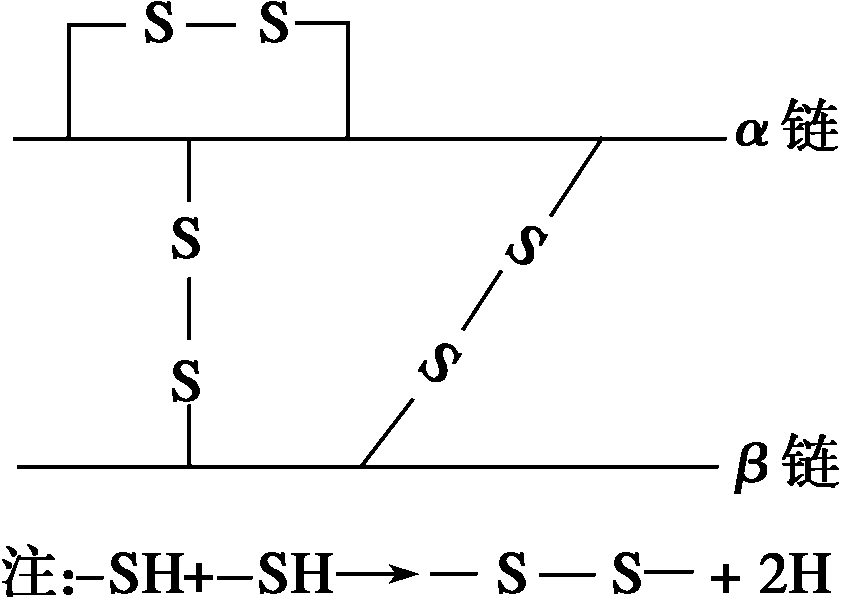 S — S
α 链
S
S
S
S
β 链
注:–SH+–SH→ — S — S — + 2H